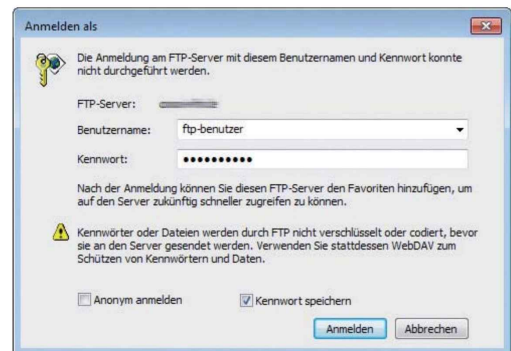 Anmelden als
Die Anmeldung am FTP-Server mit diesem Benutzernamen und Kennwort konnte
nicht durchgeführt werden.
FTP-Server:
Benutzername: ftp-benutzer
Kennwort: ●●●●●●●●●●
Nach der Anmeldung können Sie diesen FTP-Server den Favoriten hinzufügen, um
auf den Server zukünftig schneller zugreifen zu können.
Kennwörter oder Dateien werden durch FTP nicht verschlüsselt oder codiert, bevor
sie an den Server gesendet werden. Verwenden Sie stattdessen WebDAV zum
Schützen von Kennwörtern und Daten.
Anonym anmelden Kennwort speichern
Anmelden Abbrechen